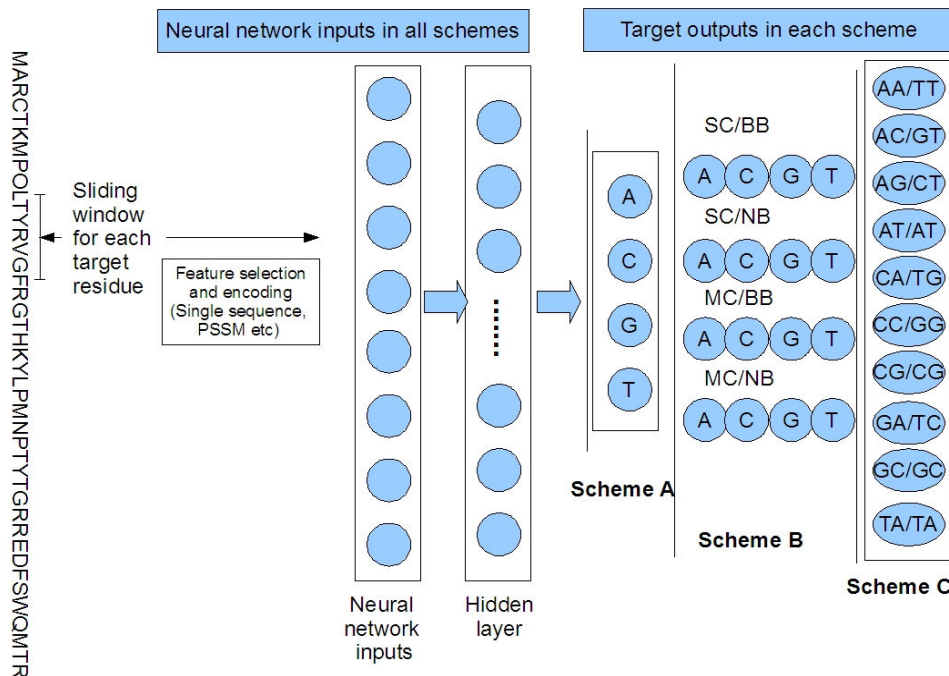 Neural network inputs in all schemes
Target outputs in each scheme
MARCTKMPOLTYRVGFRGTHKYLPMNPTYTGRREDFSWQMTR
Sliding
window
for each
target
residue
Feature selection
and encoding
(Single sequence,
PSSM etc)
Neural
network
inputs
Hidden
layer
A
C
G
T
Scheme A
SC/BB
A C G T
SC/NB
A C G T
MC/BB
A C G T
MC/NB
A C G T
Scheme B
AA/TT
AC/GT
AG/CT
AT/AT
CA/TG
CC/GG
CG/CG
GA/TC
GC/GC
TA/TA
Scheme C